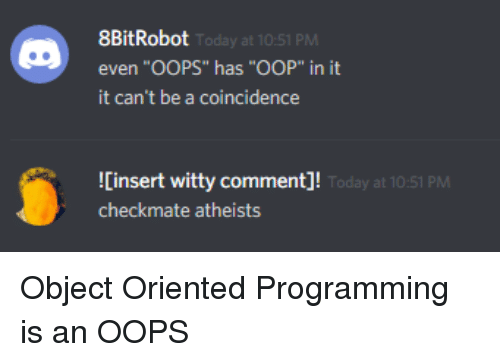 8BitRobot Today at 10:51 PM
even "OOPS" has "OOP" in it
it can't be a coincidence
![insert witty comment]! Today at 10:51 PM
checkmate atheists
Object Oriented Programming
is an OOPS